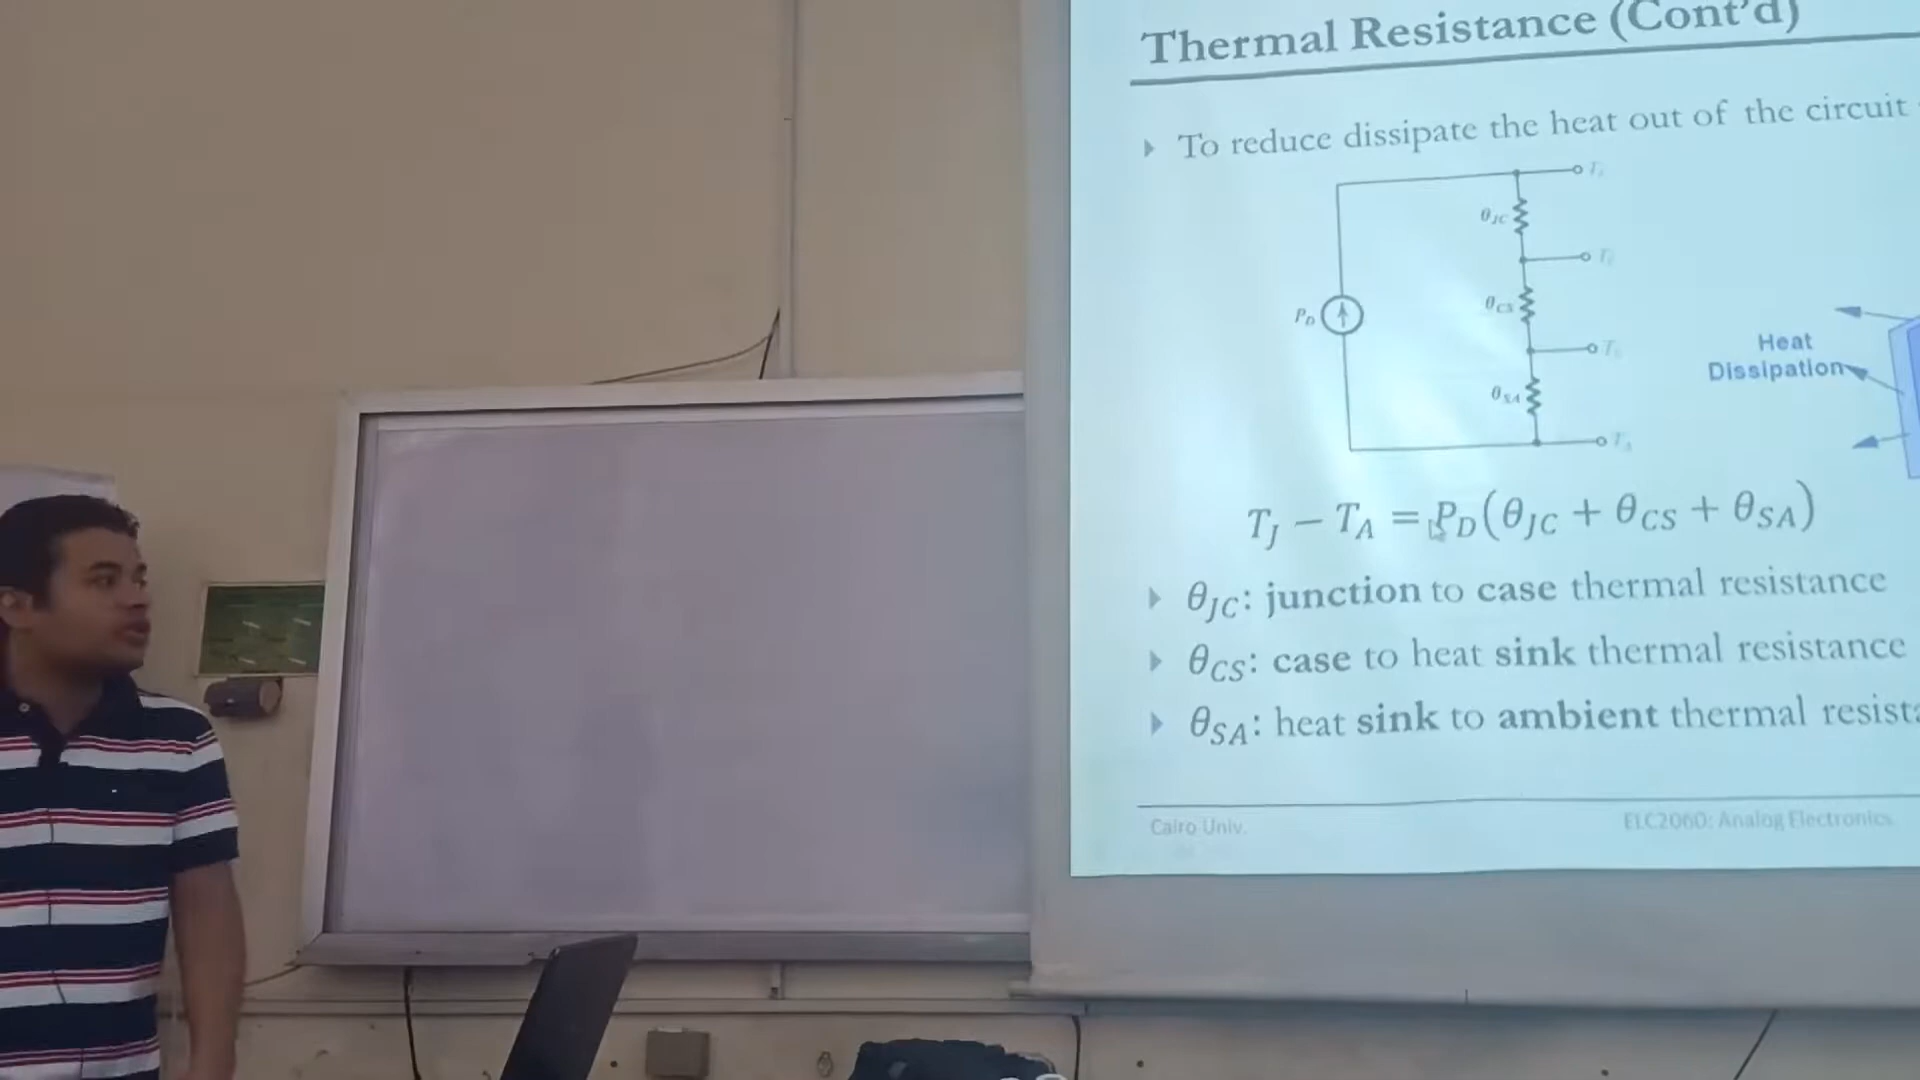 Thermal Resistance (Cont'd)
To reduce dissipate the heat out of the circuit
θJC
θCS
PD
Heat
Dissipation
θSA
TJ − TA = PD(θJC + θCS + θSA)
θJC: junction to case thermal resistance
θCS: case to heat sink thermal resistance
θSA: heat sink to ambient thermal resista
Cairo Univ.
ELC2060: Analog Electronics